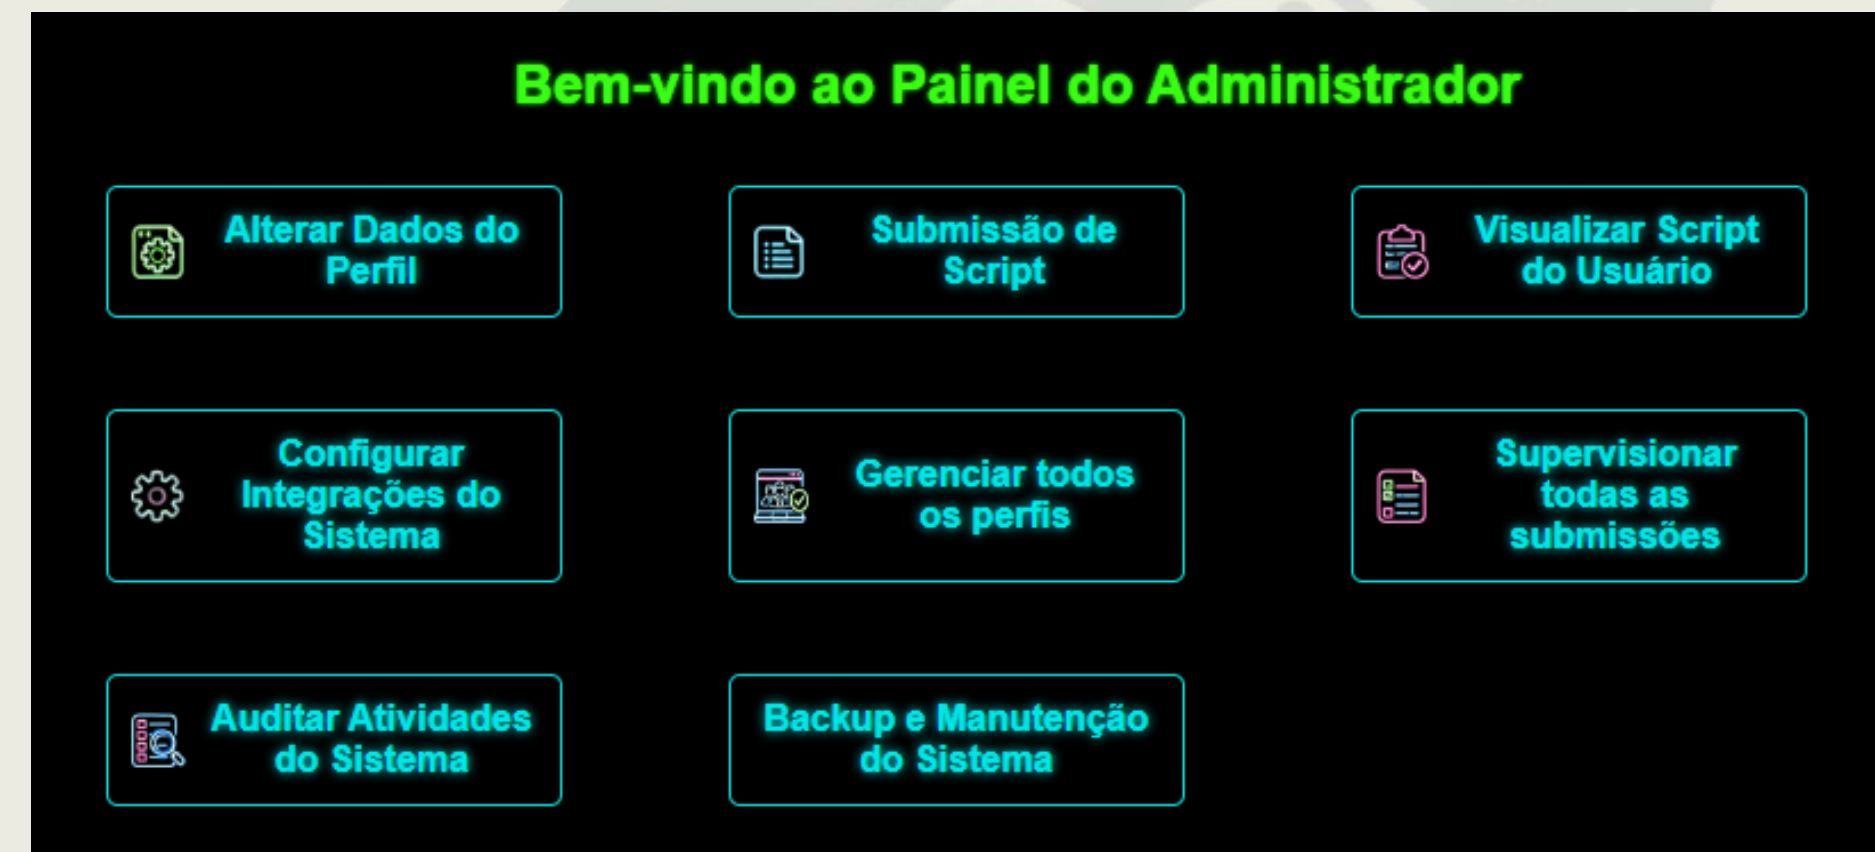 Bem-vindo ao Painel do Administrador
Alterar Dados do
Perfil
Submissão de
Script
Visualizar Script
do Usuário
Configurar
Integrações do
Sistema
Gerenciar todos
os perfis
Supervisionar
todas as
submissões
Auditar Atividades
do Sistema
Backup e Manutenção
do Sistema